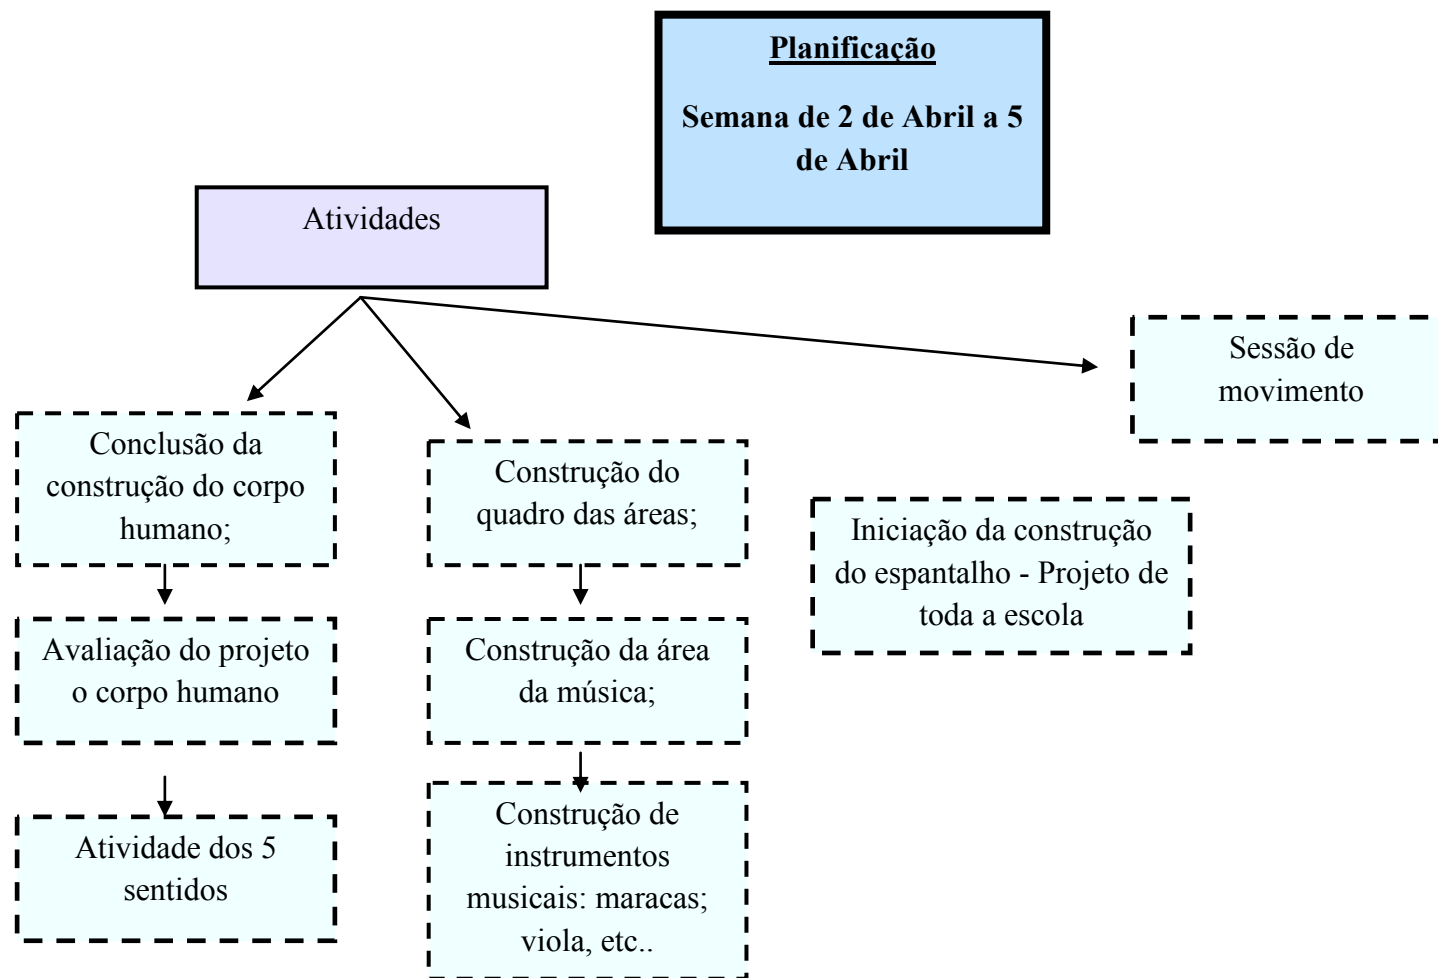 Planificação
Semana de 2 de Abril a 5
de Abril
Atividades
Sessão de
movimento
Conclusão da
construção do corpo
humano;
Construção do
quadro das áreas;
Iniciação da construção
do espantalho - Projeto de
toda a escola
Avaliação do projeto
o corpo humano
Construção da área
da música;
Atividade dos 5
sentidos
Construção de
instrumentos
musicais: maracas;
viola, etc..